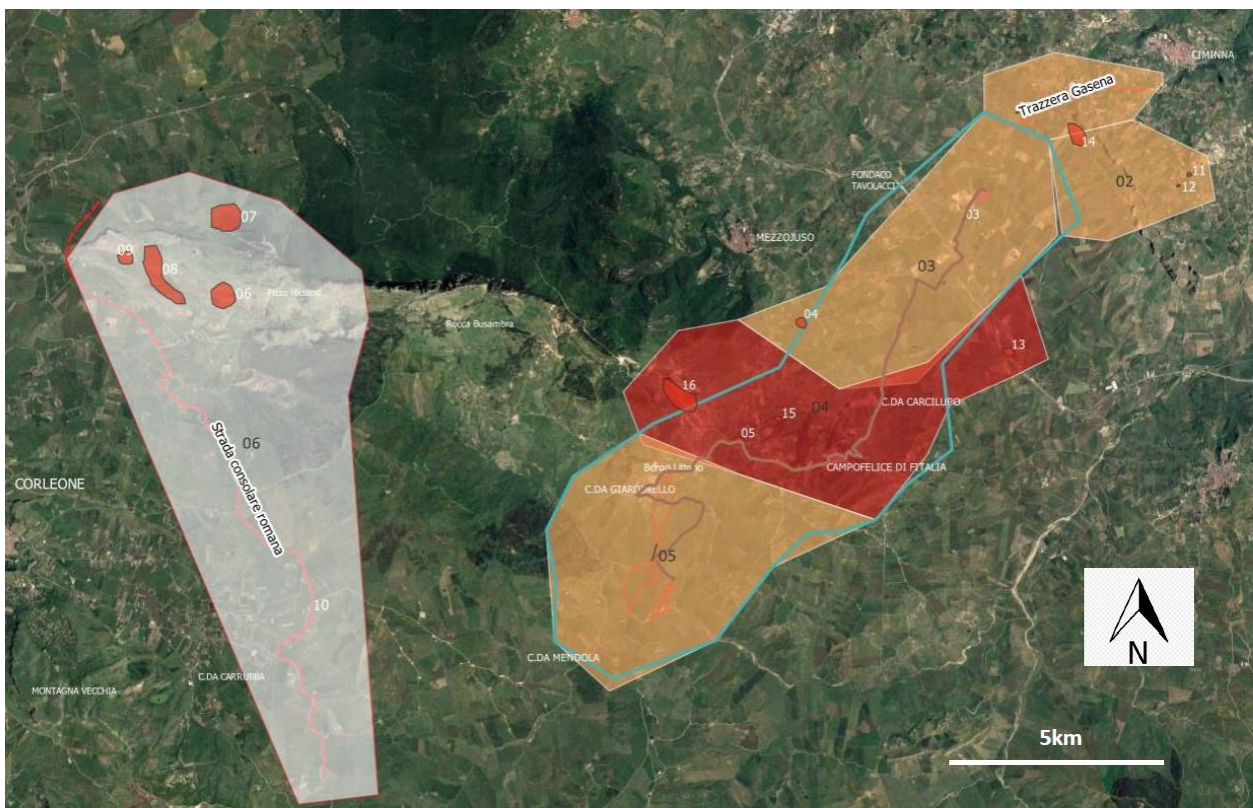 CIMINNA
Trazzera Gasena
14
11
12
02
FONDACO
TAVOLACCI
03
07
MEZZOJUSO
09
08
03
06
Pizzo Nicolosi
04
Rocca Busambra
13
16
C.DA CARCILUPO
04
15
05
06
Strada consolare romana
CAMPOFELICE DI FITALIA
CORLEONE
C.DA GIARDINELLO
05
10
C.DA MENDOLA
C.DA CARRUBBA
MONTAGNA VECCHIA
N
5km